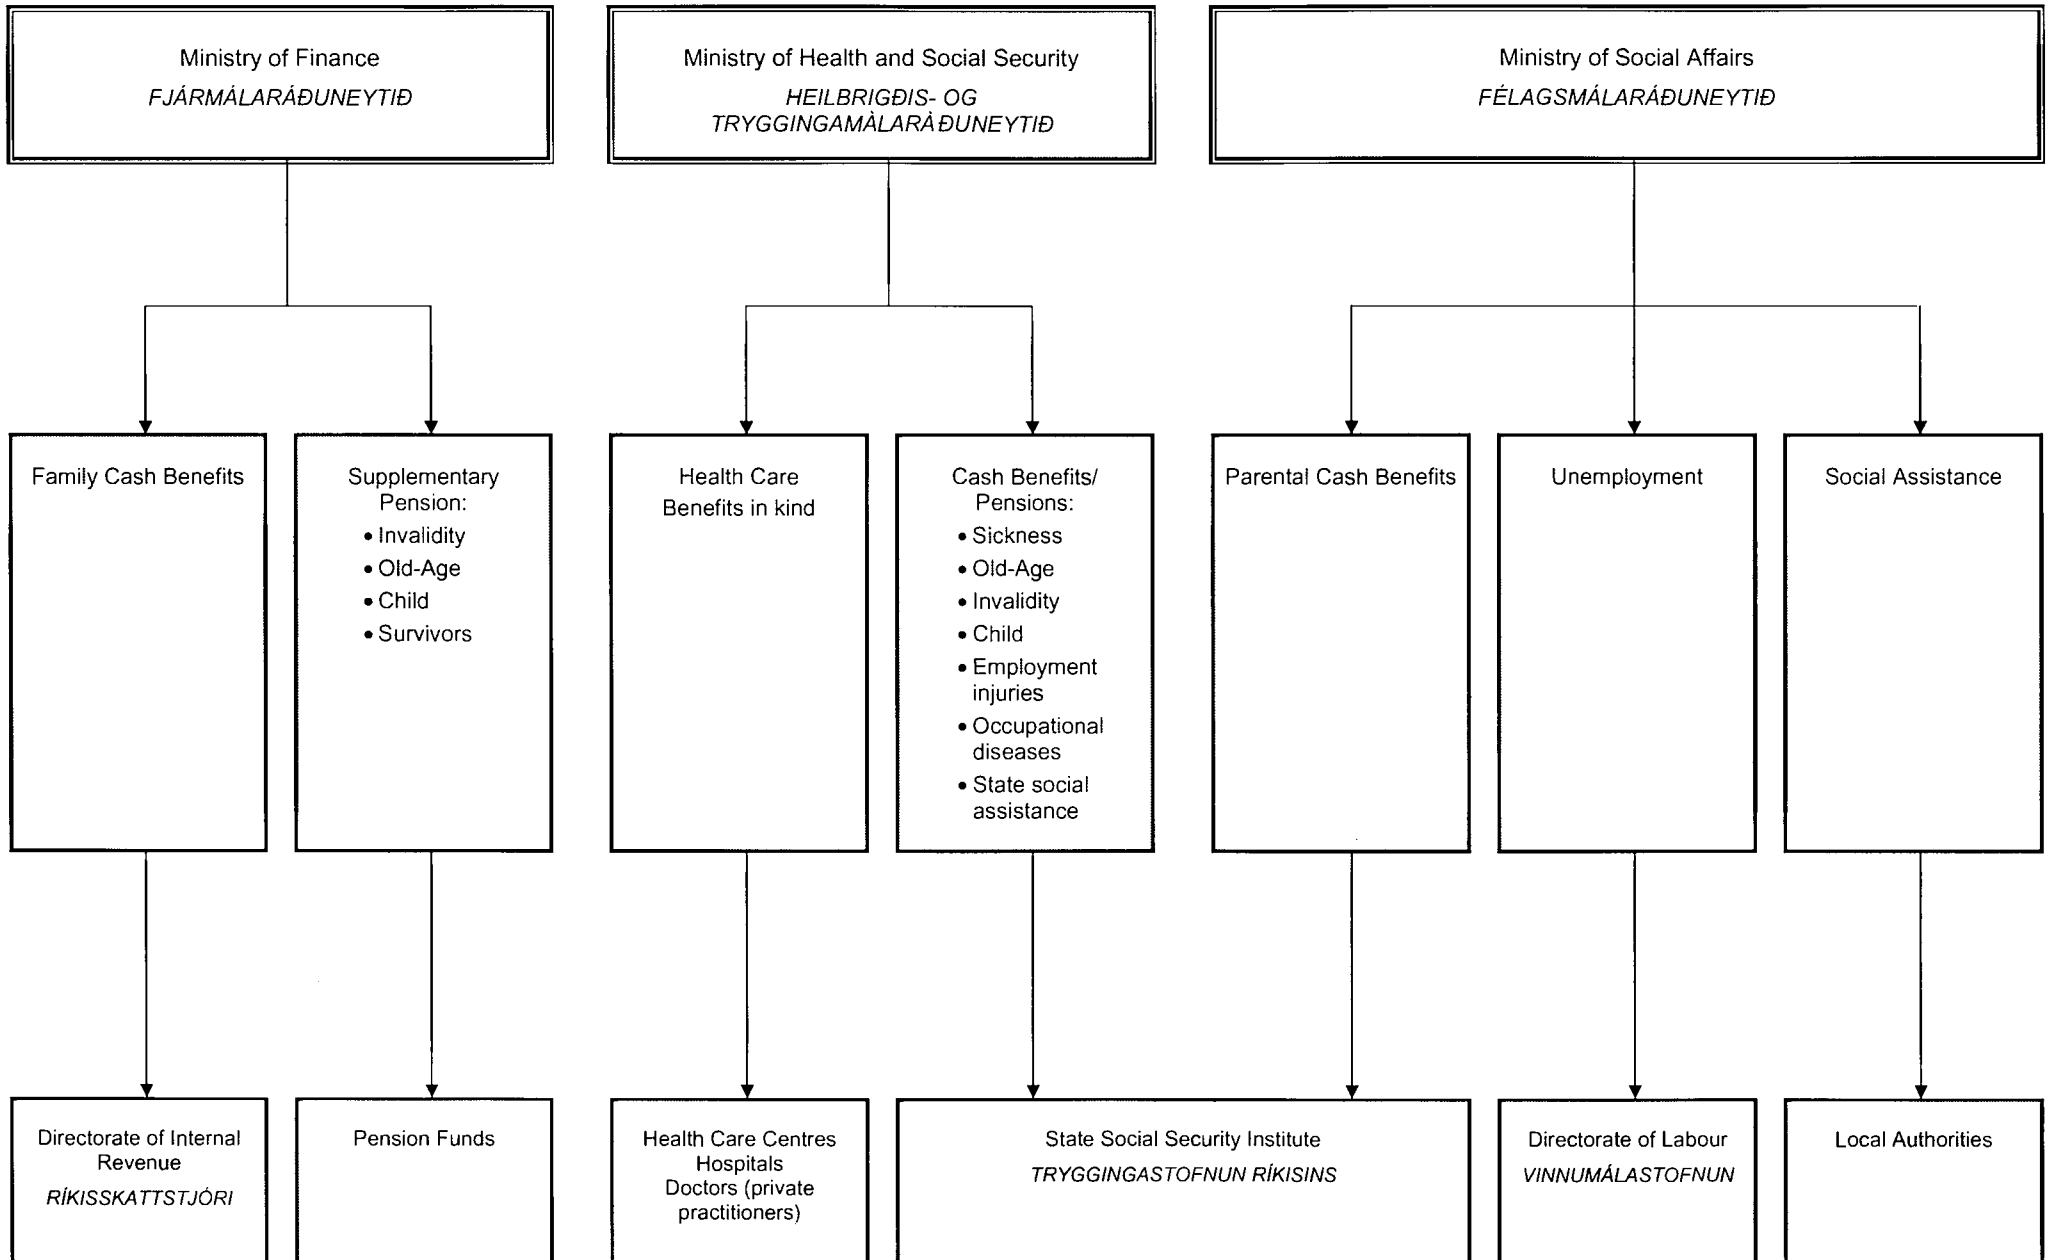 Ministry of Finance
FJÁRMÁLARÁÐUNEYTIÐ
Ministry of Health and Social Security
HEILBRIGÐIS- OG
TRYGGINGAMÀLARÀÐUNEYTIÐ
Ministry of Social Affairs
FÉLAGSMÁLARÁÐUNEYTIÐ
Family Cash Benefits
Supplementary
Pension:
• Invalidity
• Old-Age
• Child
• Survivors
Health Care
Benefits in kind
Cash Benefits/
Pensions:
• Sickness
• Old-Age
• Invalidity
• Child
• Employment
injuries
• Occupational
diseases
• State social
assistance
Parental Cash Benefits
Unemployment
Social Assistance
Directorate of Internal
Revenue
RÍKISSKATTSTJÓRI
Pension Funds
Health Care Centres
Hospitals
Doctors (private
practitioners)
State Social Security Institute
TRYGGINGASTOFNUN RÍKISINS
Directorate of Labour
VINNUMÁLASTOFNUN
Local Authorities